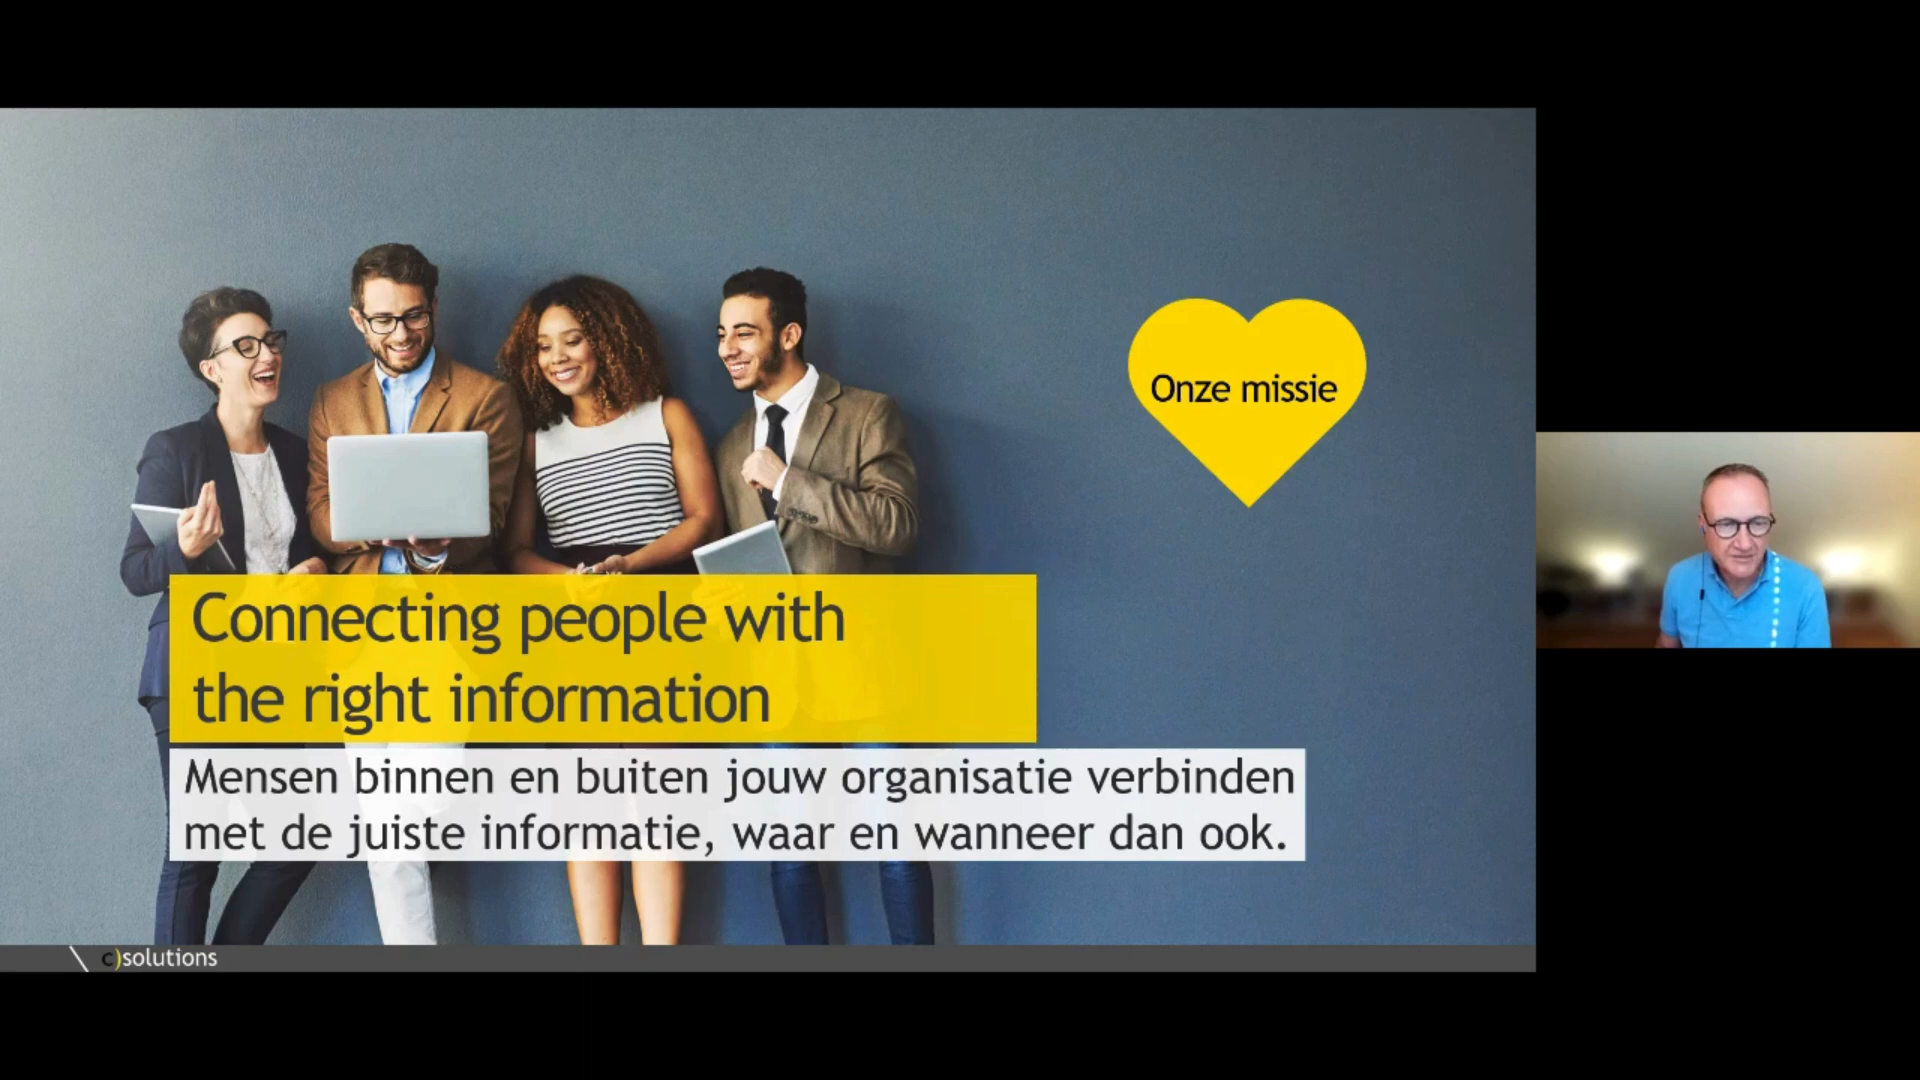 Onze missie
Connecting people with
the right information
Mensen binnen en buiten jouw organisatie verbinden
met de juiste informatie, waar en wanneer dan ook.
c)solutions